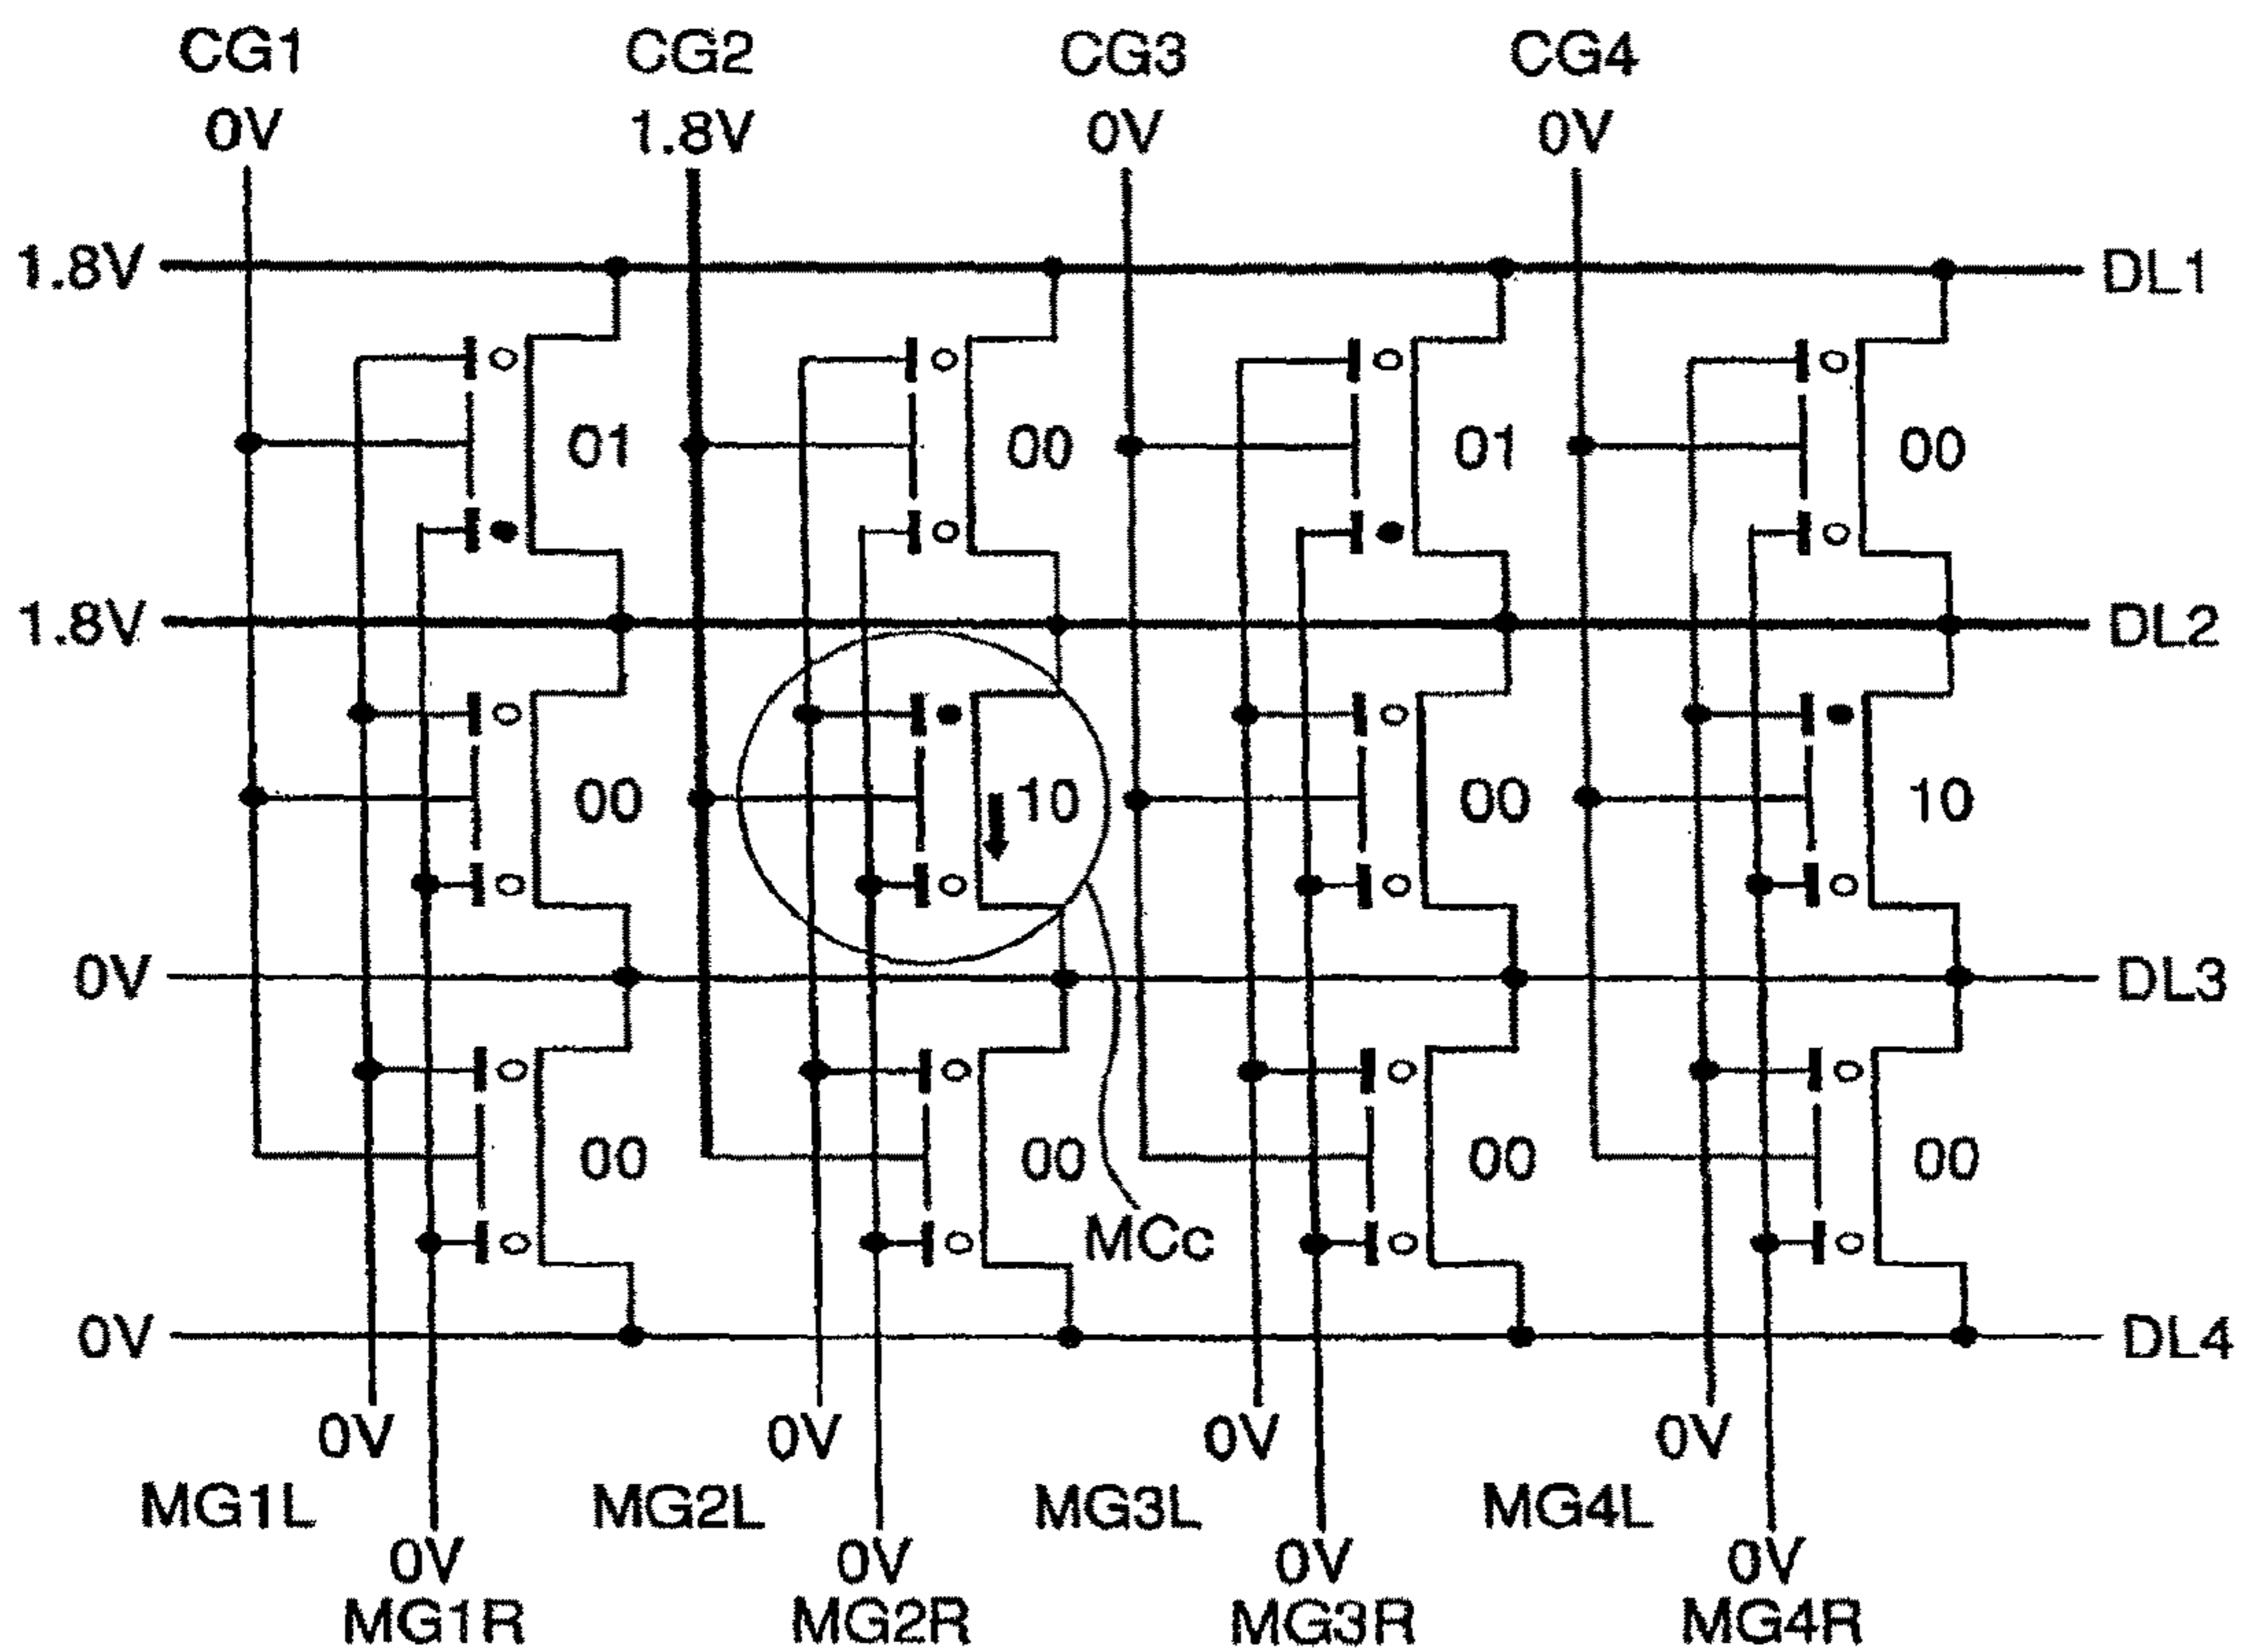 CG1 CG2 CG3 CG4
0V 1.8V 0V 0V
1.8V DL1
01 00 01 00
1.8V DL2
00 10 00 10
0V DL3
00 00 00 00
MCc
0V DL4
0V 0V 0V 0V
MG1L MG2L MG3L MG4L
0V 0V 0V 0V
MG1R MG2R MG3R MG4R